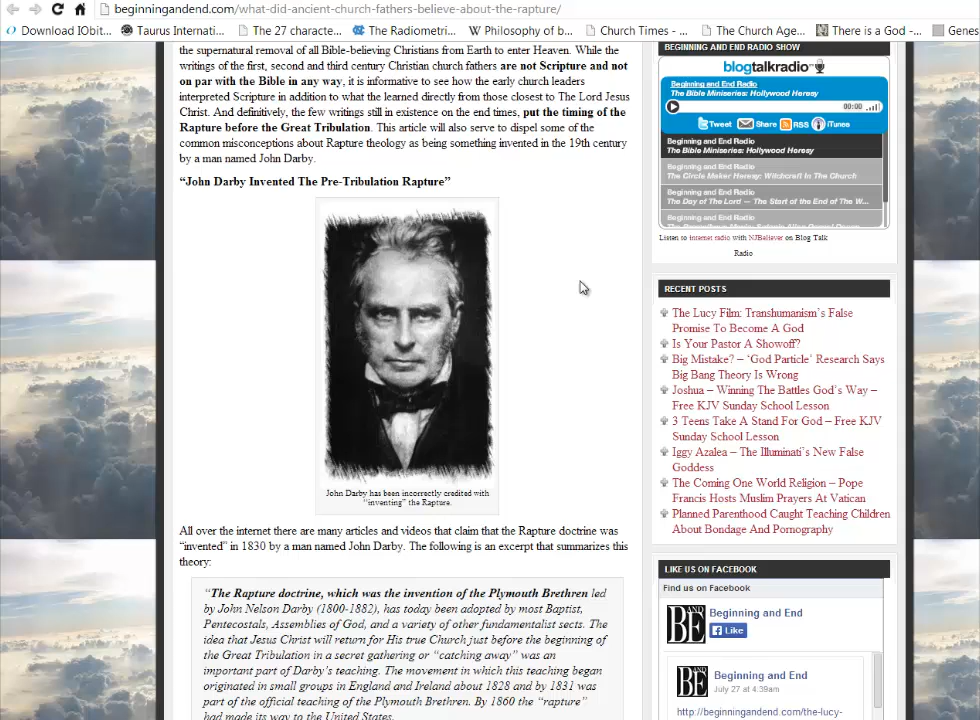 beginningandend.com/what-did-ancient-church-fathers-believe-about-the-rapture/
Download IObit... Taurus Internati... The 27 characte... The Radiometri... Philosophy of b... Church Times - ... The Church Age... There is a God - ... Genes
the supernatural removal of all Bible-believing Christians from Earth to enter Heaven. While the
writings of the first, second and third century Christian church fathers are not Scripture and not
on par with the Bible in any way, it is informative to see how the early church leaders
interpreted Scripture in addition to what the learned directly from those closest to The Lord Jesus
Christ. And definitively, the few writings still in existence on the end times, put the timing of the
Rapture before the Great Tribulation. This article will also serve to dispel some of the
common misconceptions about Rapture theology as being something invented in the 19th century
by a man named John Darby.
“John Darby Invented The Pre-Tribulation Rapture”
John Darby has been incorrectly credited with
“inventing” the Rapture.
All over the internet there are many articles and videos that claim that the Rapture doctrine was
“invented” in 1830 by a man named John Darby. The following is an excerpt that summarizes this
theory:
“The Rapture doctrine, which was the invention of the Plymouth Brethren led
by John Nelson Darby (1800-1882), has today been adopted by most Baptist,
Pentecostals, Assemblies of God, and a variety of other fundamentalist sects. The
idea that Jesus Christ will return for His true Church just before the beginning of
the Great Tribulation in a secret gathering or “catching away” was an
important part of Darby’s teaching. The movement in which this teaching began
originated in small groups in England and Ireland about 1828 and by 1831 was
part of the official teaching of the Plymouth Brethren. By 1860 the “rapture”
had made its way to the United States.
BEGINNING AND END RADIO SHOW
blogtalkradio
Beginning and End Radio
The Bible Miniseries: Hollywood Heresy
00:00
Tweet Share RSS iTunes
Beginning and End Radio
The Bible Miniseries: Hollywood Heresy
Beginning and End Radio
The Circle Maker Heresy: Witchcraft In The Church
Beginning and End Radio
The Day of The Lord — The Start of the End of The W...
Beginning and End Radio
Listen to internet radio with NJBeliever on Blog Talk
Radio
RECENT POSTS
The Lucy Film: Transhumanism’s False
Promise To Become A God
Is Your Pastor A Showoff?
Big Mistake? – ‘God Particle’ Research Says
Big Bang Theory Is Wrong
Joshua – Winning The Battles God’s Way –
Free KJV Sunday School Lesson
3 Teens Take A Stand For God – Free KJV
Sunday School Lesson
Iggy Azalea – The Illuminati’s New False
Goddess
The Coming One World Religion – Pope
Francis Hosts Muslim Prayers At Vatican
Planned Parenthood Caught Teaching Children
About Bondage And Pornography
LIKE US ON FACEBOOK
Find us on Facebook
B AND E
Beginning and End
Like
B AND E
Beginning and End
July 27 at 4:39am
http://beginningandend.com/the-lucy-